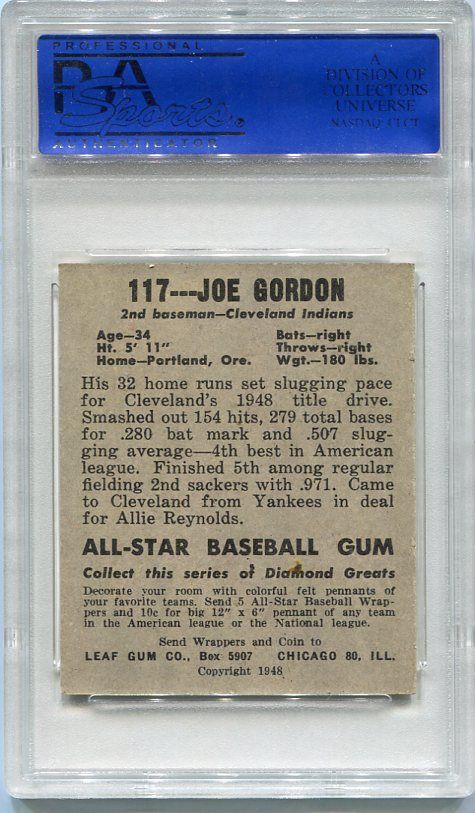 PROFESSIONAL
PSA
Sports
AUTHENTICATOR
A
DIVISION OF
COLLECTORS
UNIVERSE
NASDAQ: CLCT
117---JOE GORDON
2nd baseman—Cleveland Indians
Age—34 Bats—right
Ht. 5' 11" Throws—right
Home—Portland, Ore. Wgt.—180 lbs.
His 32 home runs set slugging pace
for Cleveland's 1948 title drive.
Smashed out 154 hits, 279 total bases
for .280 bat mark and .507 slug-
ging average—4th best in American
league. Finished 5th among regular
fielding 2nd sackers with .971. Came
to Cleveland from Yankees in deal
for Allie Reynolds.
ALL-STAR BASEBALL GUM
Collect this series of Diamond Greats
Decorate your room with colorful felt pennants of
your favorite teams. Send 5 All-Star Baseball Wrap-
pers and 10c for big 12" x 6" pennant of any team
in the American league or the National league.
Send Wrappers and Coin to
LEAF GUM CO., Box 5907 CHICAGO 80, ILL.
Copyright 1948